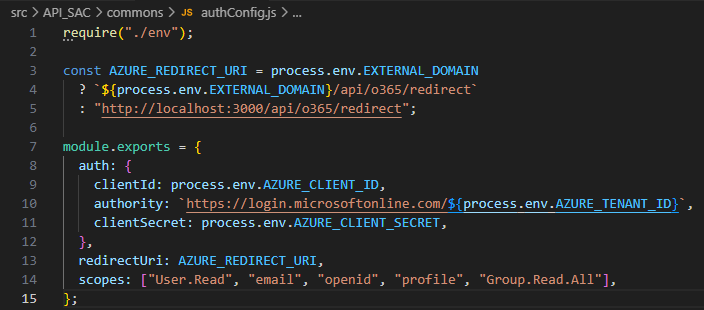 src > API_SAC > commons > JS authConfig.js > ...
1 require("./env");
2
3 const AZURE_REDIRECT_URI = process.env.EXTERNAL_DOMAIN
4   ? `${process.env.EXTERNAL_DOMAIN}/api/o365/redirect`
5   : "http://localhost:3000/api/o365/redirect";
6
7 module.exports = {
8   auth: {
9     clientId: process.env.AZURE_CLIENT_ID,
10     authority: `https://login.microsoftonline.com/${process.env.AZURE_TENANT_ID}`,
11     clientSecret: process.env.AZURE_CLIENT_SECRET,
12   },
13   redirectUri: AZURE_REDIRECT_URI,
14   scopes: ["User.Read", "email", "openid", "profile", "Group.Read.All"],
15 };